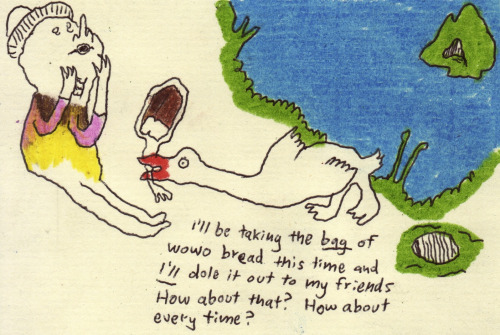 I'll be taking the bag of
wowo bread this time and
I'll dole it out to my friends
How about that? How about
every time?